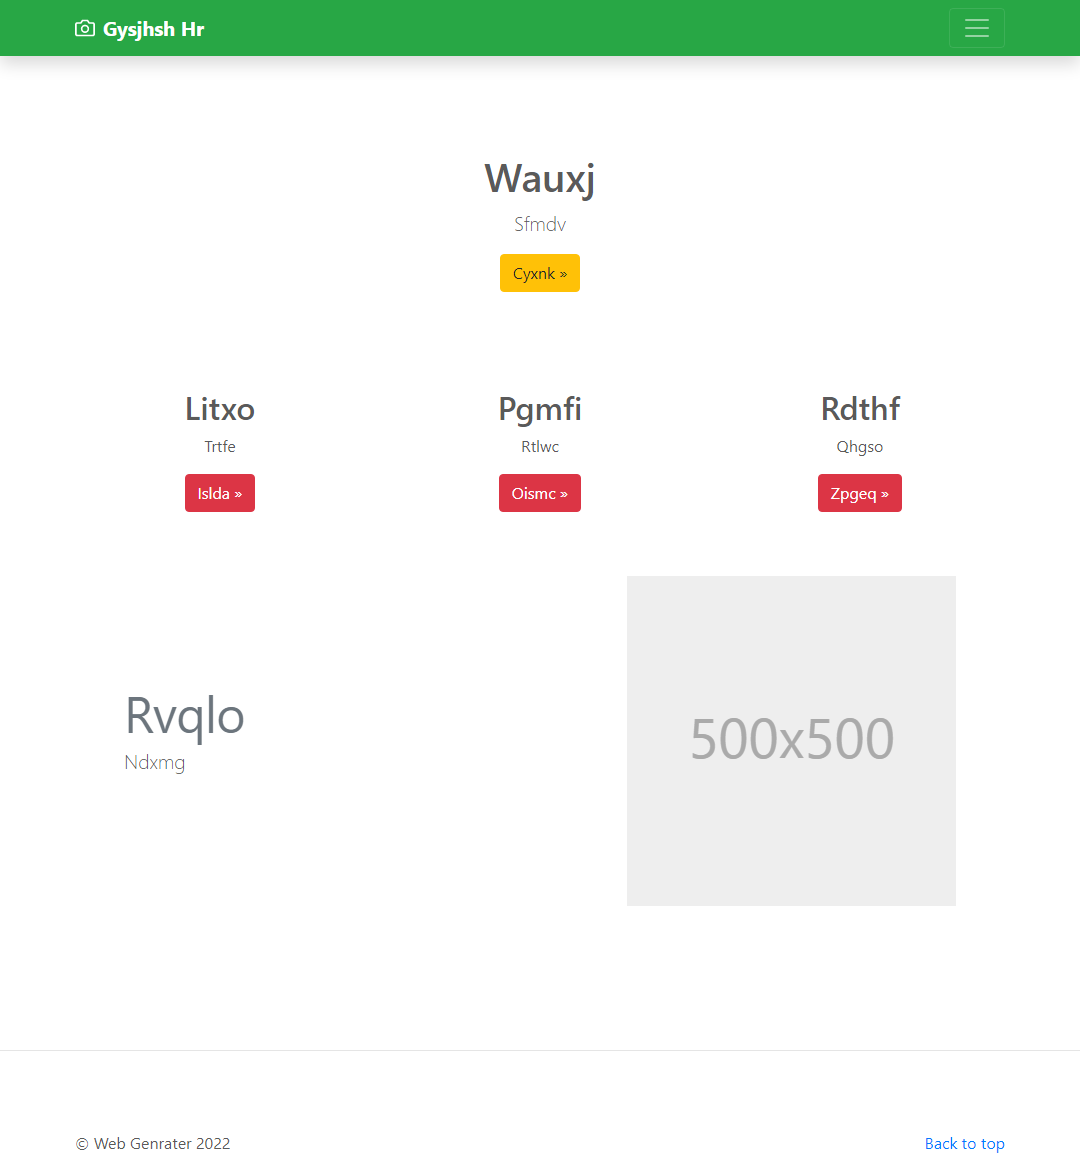 Gysjhsh Hr
Wauxj
Sfmdv
Cyxnk »
Litxo
Trtfe
Islda »
Pgmfi
Rtlwc
Oismc »
Rdthf
Qhgso
Zpgeq »
Rvqlo
Ndxmg
500x500
© Web Genrater 2022
Back to top